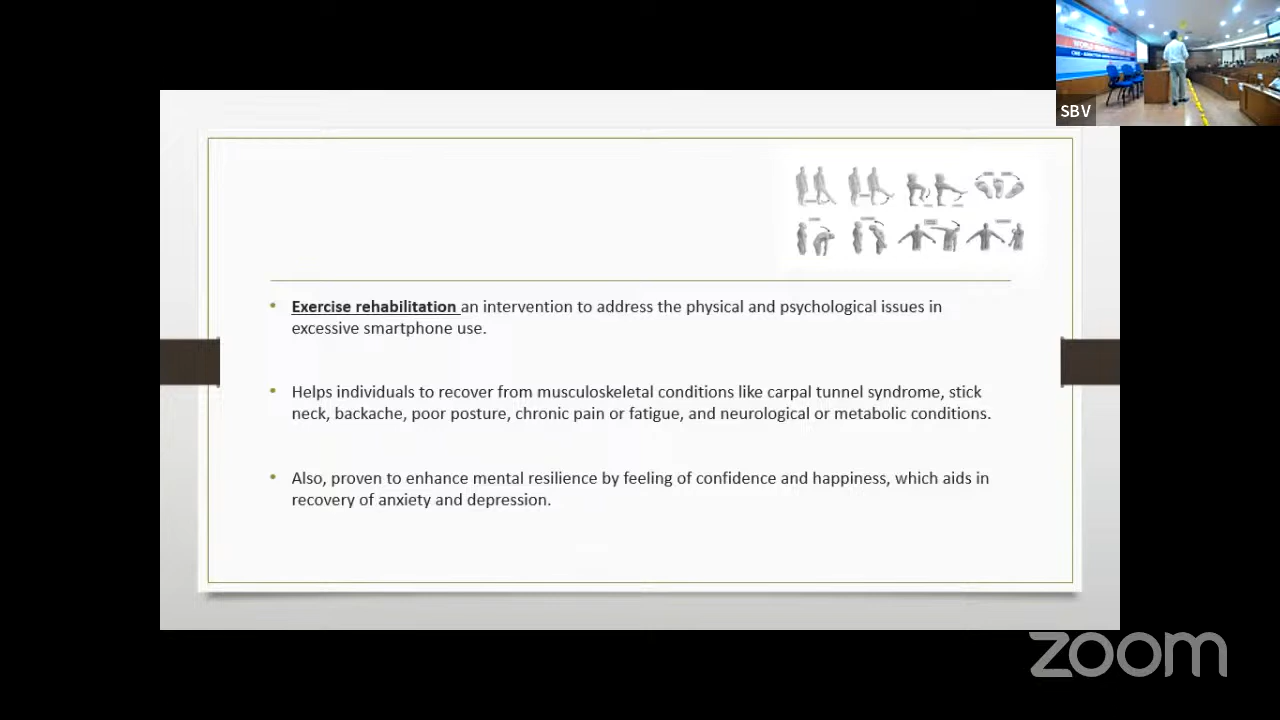 WORLD
SBV
Exercise rehabilitation an intervention to address the physical and psychological issues in
excessive smartphone use.
Helps individuals to recover from musculoskeletal conditions like carpal tunnel syndrome, stick
neck, backache, poor posture, chronic pain or fatigue, and neurological or metabolic conditions.
Also, proven to enhance mental resilience by feeling of confidence and happiness, which aids in
recovery of anxiety and depression.
zoom